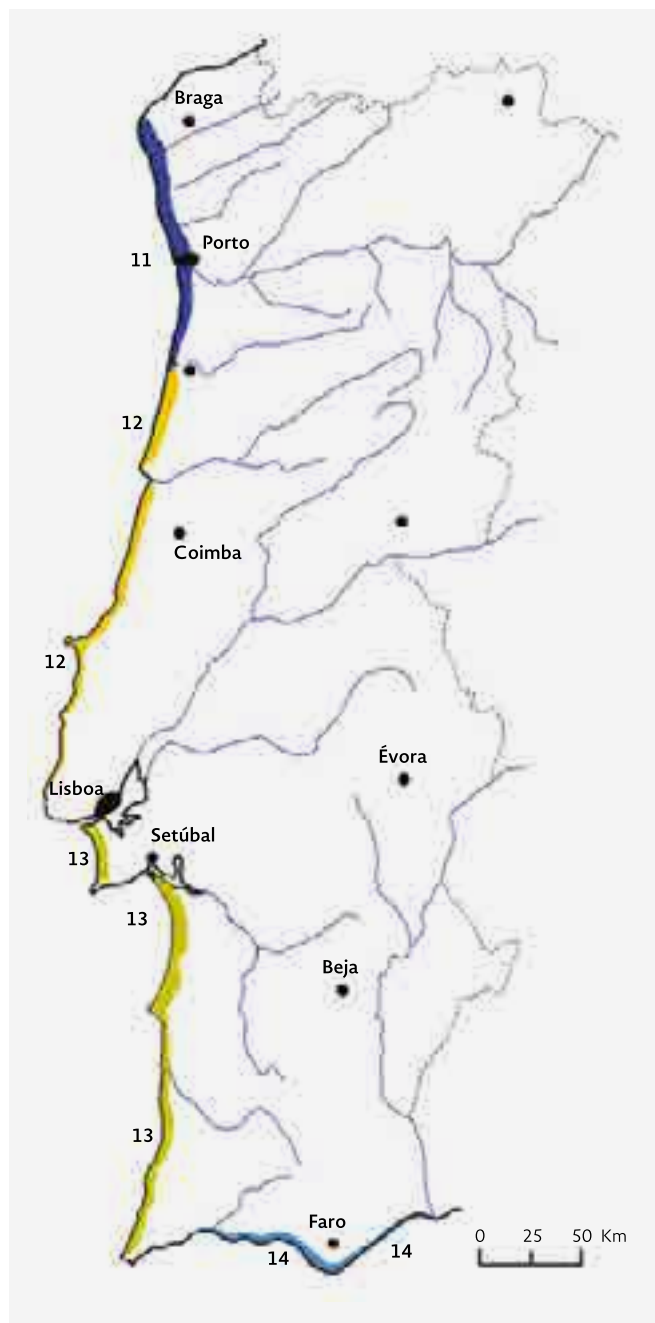 Braga
Porto
11
12
Coimba
12
Évora
Lisboa
Setúbal
13
13
Beja
13
Faro
14
14
0 25 50 Km